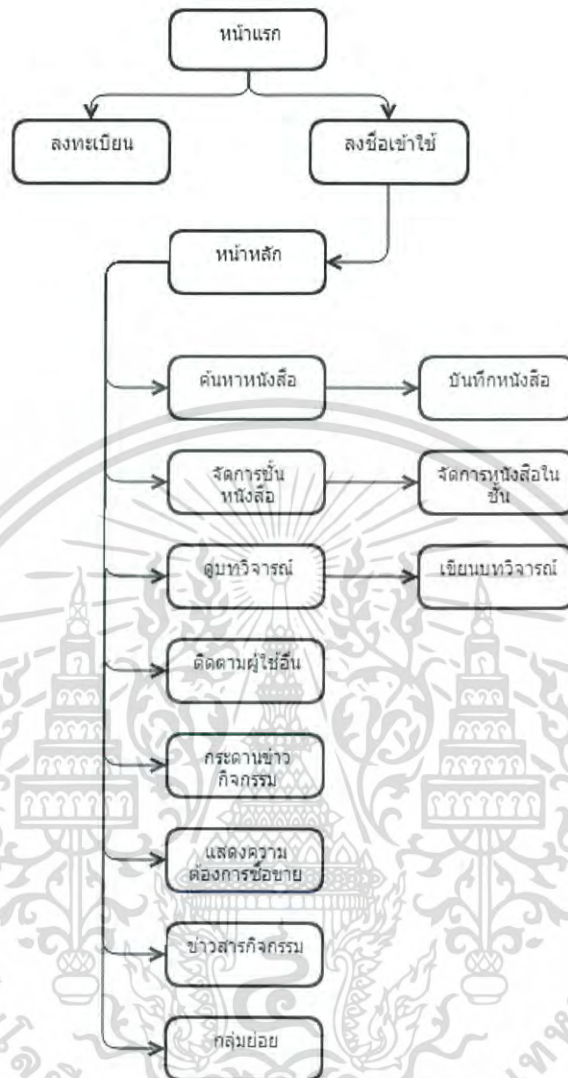 หน้าแรก
ลงทะเบียน ลงชื่อเข้าใช้
หน้าหลัก
ค้นหาหนังสือ บันทึกหนังสือ
จัดการชั้น
หนังสือ
จัดการหนังสือใน
ชั้น
ดูบทวิจารณ์ เขียนบทวิจารณ์
ติดตามผู้ใช้อื่น
กระดานข่าว
กิจกรรม
แสดงความ
ต้องการซื้อขาย
ข่าวสารกิจกรรม
กลุ่มย่อย